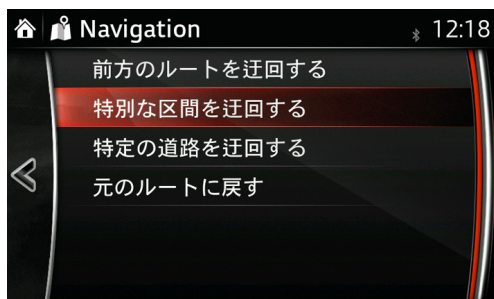 Navigation 12:18
前方のルートを迂回する
特別な区間を迂回する
特定の道路を迂回する
元のルートに戻す